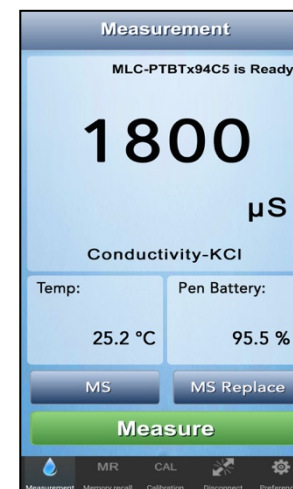 Measurement
MLC-PTBTx94C5 is Ready
1800
µS
Conductivity-KCl
Temp:
25.2 °C
Pen Battery:
95.5 %
MS
MS Replace
Measure
MR
CAL
Measurement
Memory recall
Calibration
Disconnect
Preferenc